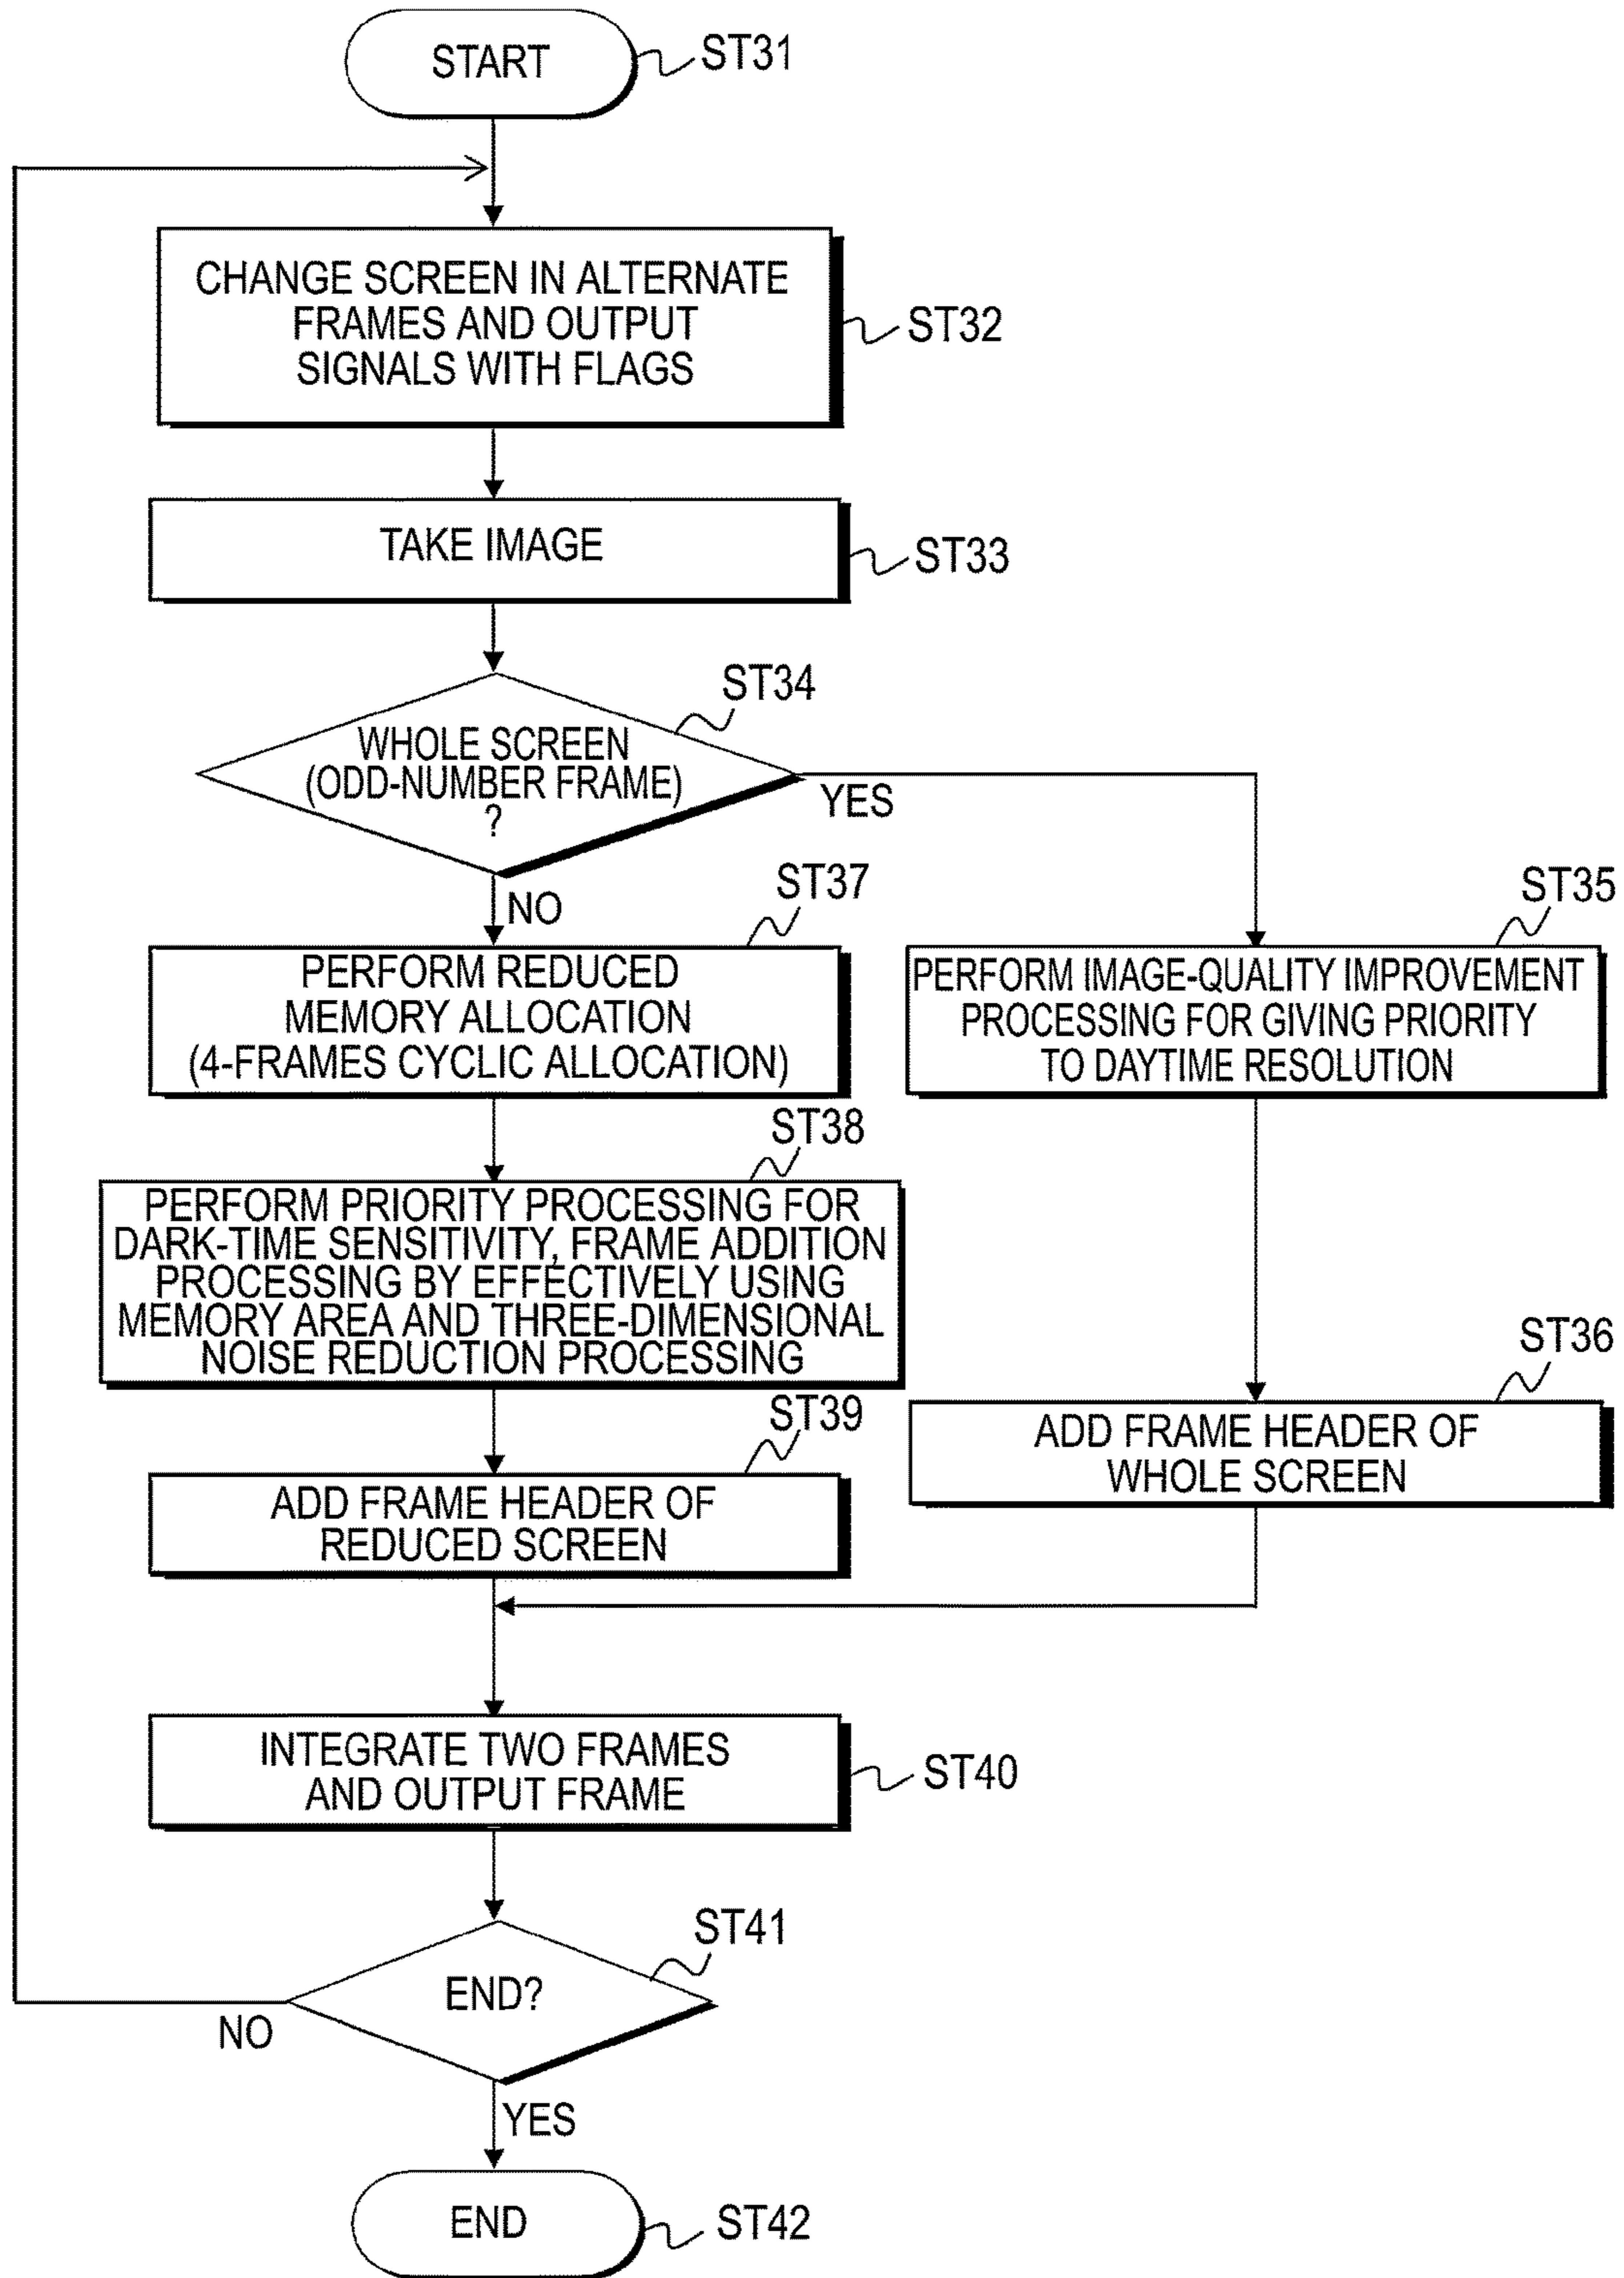 START
ST31
CHANGE SCREEN IN ALTERNATE
FRAMES AND OUTPUT
SIGNALS WITH FLAGS
ST32
TAKE IMAGE
ST33
ST34
WHOLE SCREEN
(ODD-NUMBER FRAME)
?
YES
NO
ST37
PERFORM REDUCED
MEMORY ALLOCATION
(4-FRAMES CYCLIC ALLOCATION)
ST35
PERFORM IMAGE-QUALITY IMPROVEMENT
PROCESSING FOR GIVING PRIORITY
TO DAYTIME RESOLUTION
ST38
PERFORM PRIORITY PROCESSING FOR
DARK-TIME SENSITIVITY, FRAME ADDITION
PROCESSING BY EFFECTIVELY USING
MEMORY AREA AND THREE-DIMENSIONAL
NOISE REDUCTION PROCESSING
ST36
ADD FRAME HEADER OF
WHOLE SCREEN
ST39
ADD FRAME HEADER OF
REDUCED SCREEN
INTEGRATE TWO FRAMES
AND OUTPUT FRAME
ST40
ST41
END?
NO
YES
END
ST42